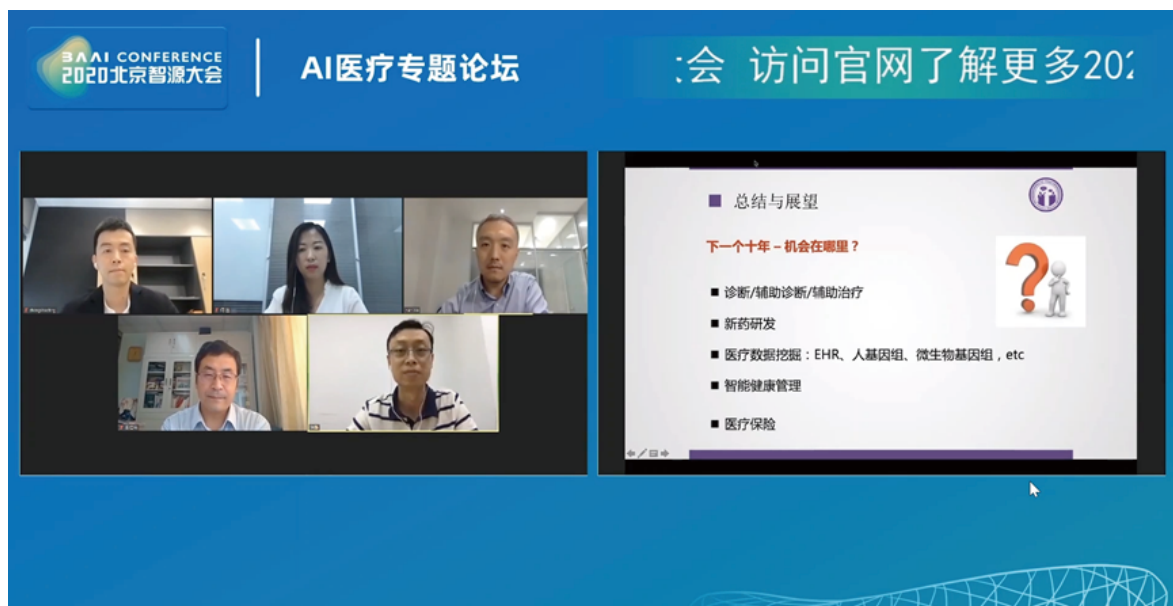 BAAI CONFERENCE
2020北京智源大会
AI医疗专题论坛
会 访问官网了解更多202
总结与展望
下一个十年 – 机会在哪里？
■ 诊断/辅助诊断/辅助治疗
■ 新药研发
■ 医疗数据挖掘：EHR、人基因组、微生物基因组，etc
■ 智能健康管理
■ 医疗保险